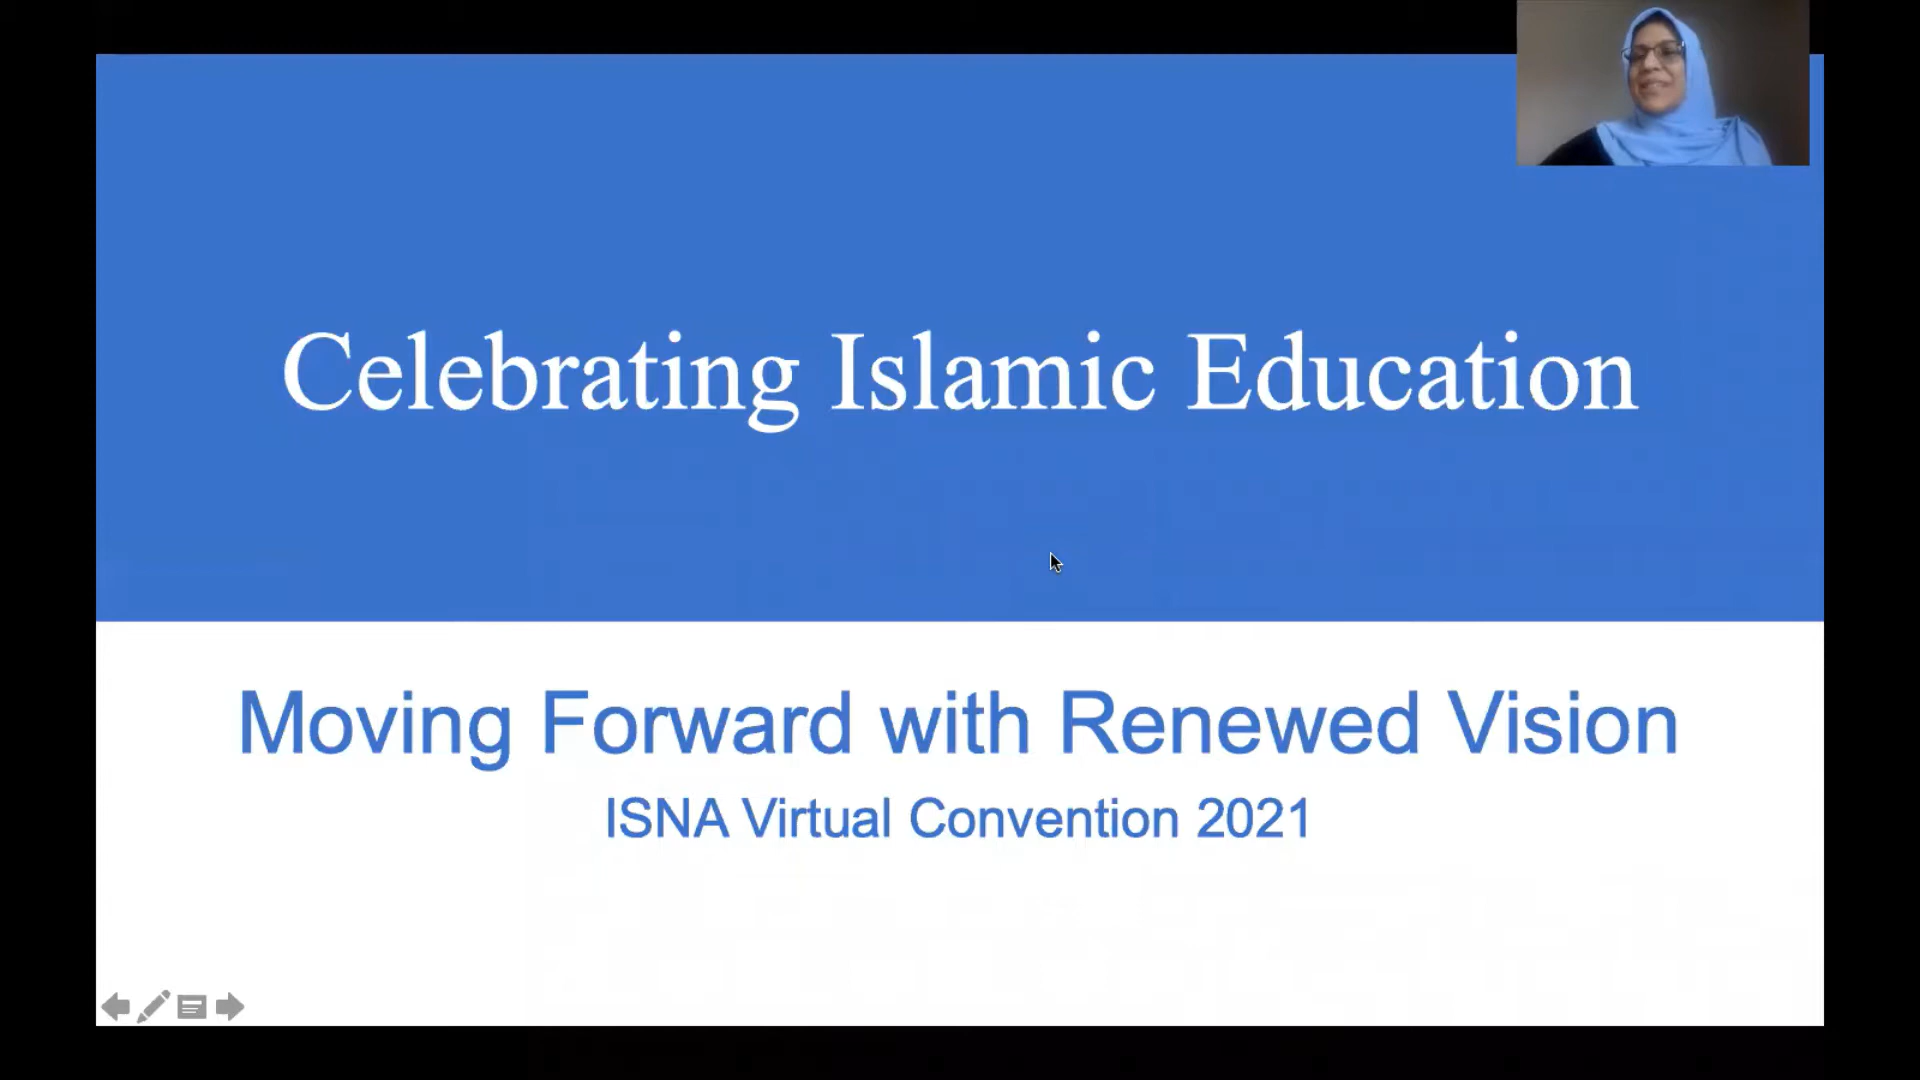 Celebrating Islamic Education
Moving Forward with Renewed Vision
ISNA Virtual Convention 2021